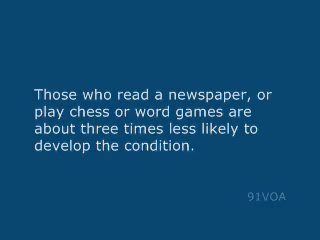 Those who read a newspaper, or
play chess or word games are
about three times less likely to
develop the condition.
91VOA